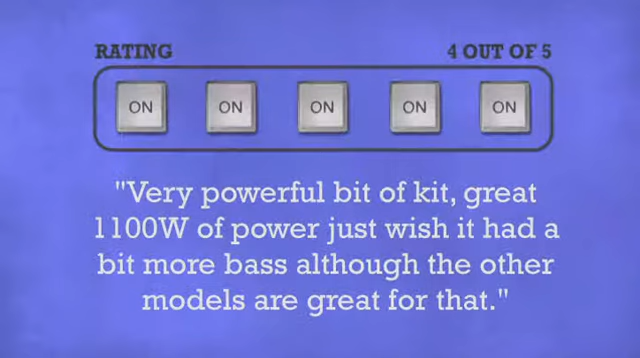 RATING 4 OUT OF 5
ON ON ON ON ON
"Very powerful bit of kit, great
1100W of power just wish it had a
bit more bass although the other
models are great for that."